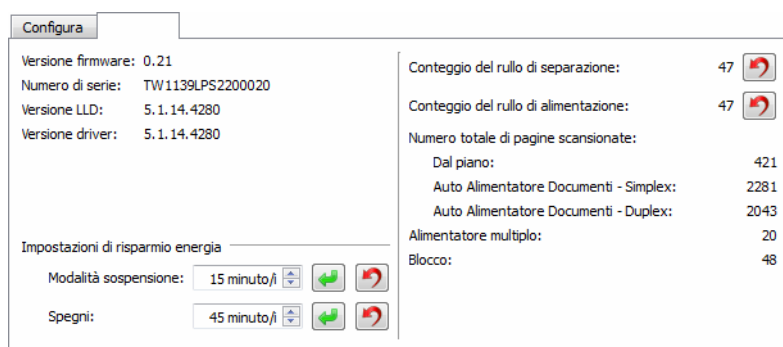 Configura
Versione firmware: 0.21
Numero di serie: TW1139LPS2200020
Versione LLD: 5.1.14.4280
Versione driver: 5.1.14.4280
Impostazioni di risparmio energia
Modalità sospensione: 15 minuto/i
Spegni: 45 minuto/i
Conteggio del rullo di separazione: 47
Conteggio del rullo di alimentazione: 47
Numero totale di pagine scansionate:
Dal piano: 421
Auto Alimentatore Documenti - Simplex: 2281
Auto Alimentatore Documenti - Duplex: 2043
Alimentatore multiplo: 20
Blocco: 48